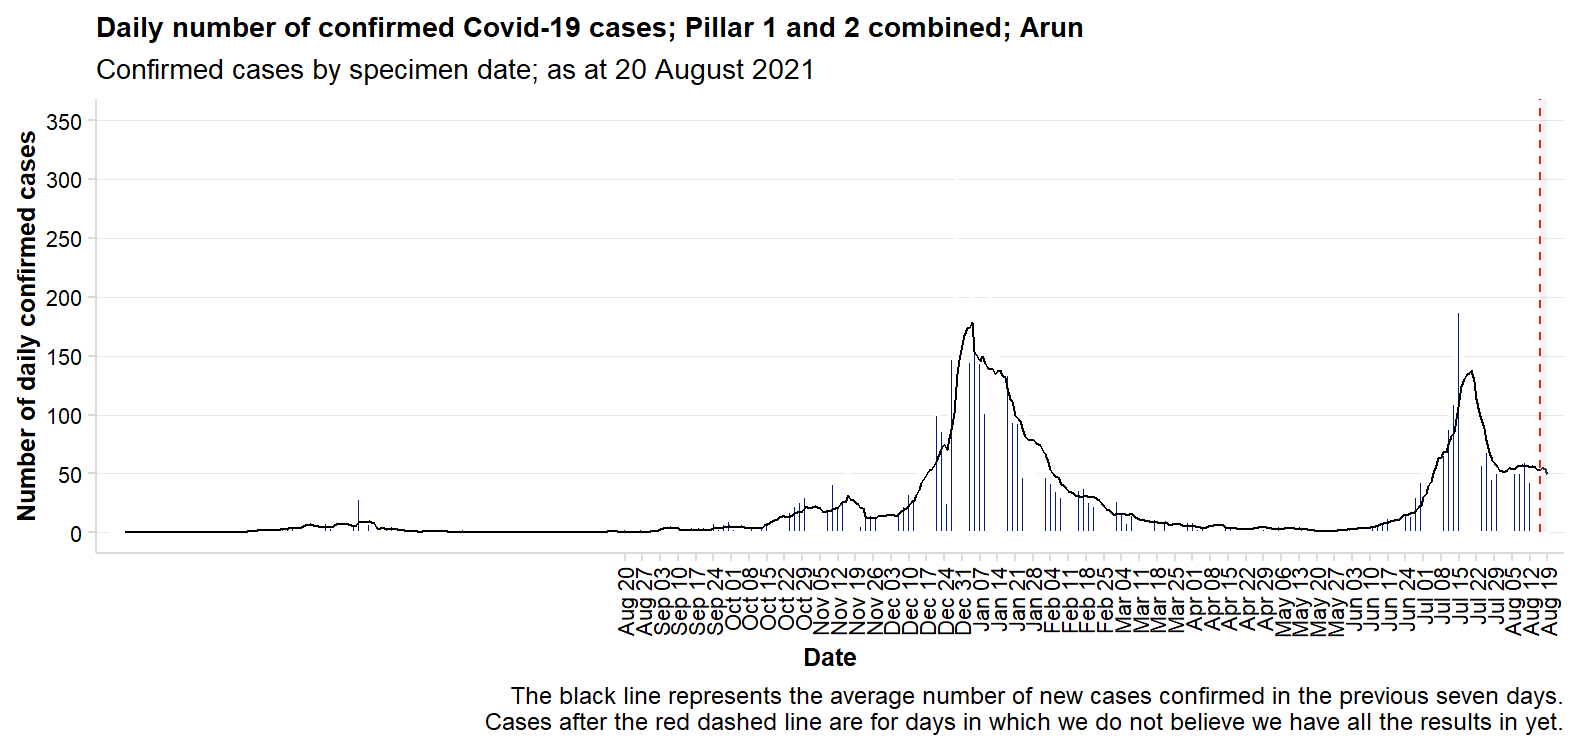 Daily number of confirmed Covid-19 cases; Pillar 1 and 2 combined; Arun
Confirmed cases by specimen date; as at 20 August 2021
Number of daily confirmed cases
350
300
250
200
150
100
50
0
Aug 20
Aug 27
Sep 03
Sep 10
Sep 17
Sep 24
Oct 01
Oct 08
Oct 15
Oct 22
Oct 29
Nov 05
Nov 12
Nov 19
Nov 26
Dec 03
Dec 10
Dec 17
Dec 24
Dec 31
Jan 07
Jan 14
Jan 21
Jan 28
Feb 04
Feb 11
Feb 18
Feb 25
Mar 04
Mar 11
Mar 18
Mar 25
Apr 01
Apr 08
Apr 15
Apr 22
Apr 29
May 06
May 13
May 20
May 27
Jun 03
Jun 10
Jun 17
Jun 24
Jul 01
Jul 08
Jul 15
Jul 22
Jul 29
Aug 05
Aug 12
Aug 19
Date
The black line represents the average number of new cases confirmed in the previous seven days.
Cases after the red dashed line are for days in which we do not believe we have all the results in yet.